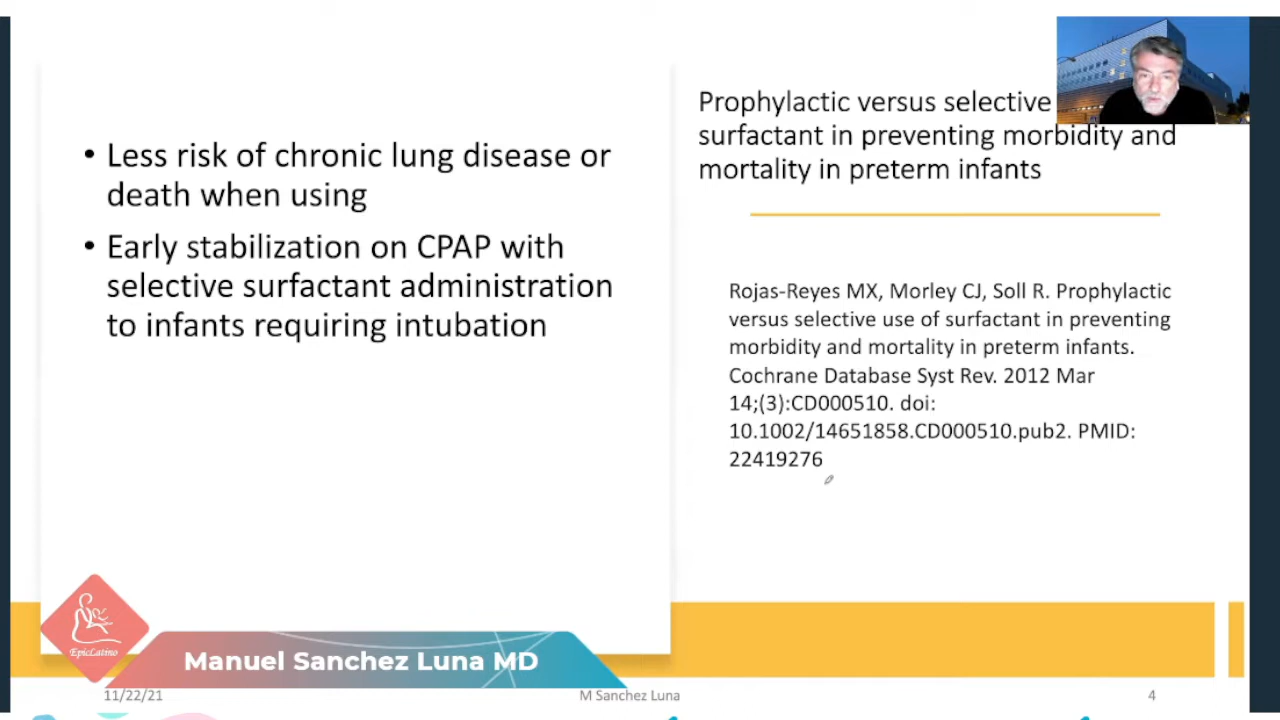 • Less risk of chronic lung disease or
death when using
• Early stabilization on CPAP with
selective surfactant administration
to infants requiring intubation
Prophylactic versus selective
surfactant in preventing morbidity and
mortality in preterm infants
Rojas-Reyes MX, Morley CJ, Soll R. Prophylactic
versus selective use of surfactant in preventing
morbidity and mortality in preterm infants.
Cochrane Database Syst Rev. 2012 Mar
14;(3):CD000510. doi:
10.1002/14651858.CD000510.pub2. PMID:
22419276
EpicLatino
Manuel Sanchez Luna MD
11/22/21
M Sanchez Luna
4